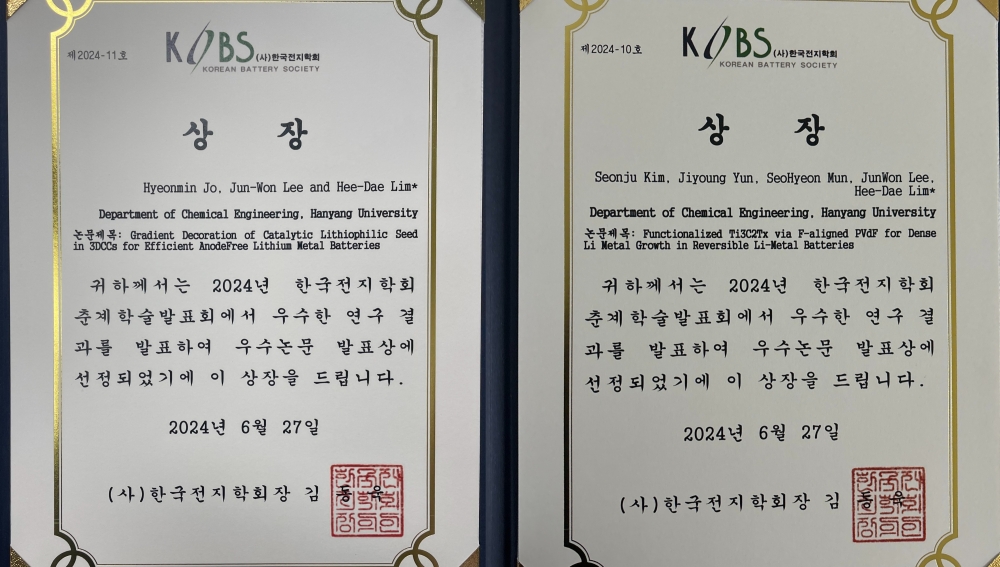 제2024-11호
KOBS (사)한국전지학회
KOREAN BATTERY SOCIETY
상 장
Hyeonmin Jo, Jun-Won Lee and Hee-Dae Lim*
Department of Chemical Engineering, Hanyang University
논문제목: Gradient Decoration of Catalytic Lithiophilic Seed
in 3DCCs for Efficient AnodeFree Lithium Metal Batteries
귀하께서는 2024년 한국전지학회
춘계학술발표회에서 우수한 연구 결
과를 발표하여 우수논문 발표상에
선정되었기에 이 상장을 드립니다.
2024년 6월 27일
(사)한국전지학회장 김 동 욱
제2024-10호
KOBS (사)한국전지학회
KOREAN BATTERY SOCIETY
상 장
Seonju Kim, Jiyoung Yun, SeoHyeon Mun, JunWon Lee,
Hee-Dae Lim*
Department of Chemical Engineering, Hanyang University
논문제목: Functionalized Ti3C2Tx via F-aligned PVdF for Dense
Li Metal Growth in Reversible Li-Metal Batteries
귀하께서는 2024년 한국전지학회
춘계학술발표회에서 우수한 연구 결
과를 발표하여 우수논문 발표상에
선정되었기에 이 상장을 드립니다.
2024년 6월 27일
(사)한국전지학회장 김 동 욱